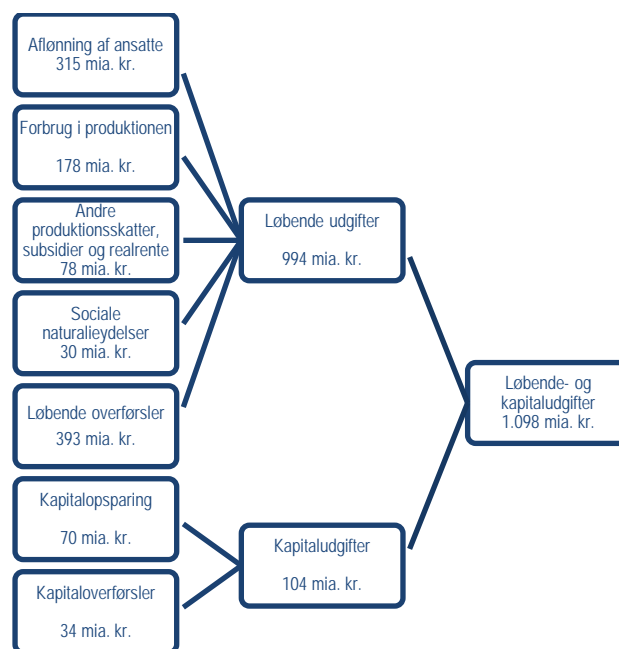 Aflønning af ansatte
315 mia. kr.
Forbrug i produktionen
178 mia. kr.
Andre
produktionsskatter,
subsidier og realrente
78 mia. kr.
Sociale
naturalieydelser
30 mia. kr.
Løbende overførsler
393 mia. kr.
Kapitalopsparing
70 mia. kr.
Kapitaloverførsler
34 mia. kr.
Løbende udgifter
994 mia. kr.
Kapitaludgifter
104 mia. kr.
Løbende- og
kapitaludgifter
1.098 mia. kr.